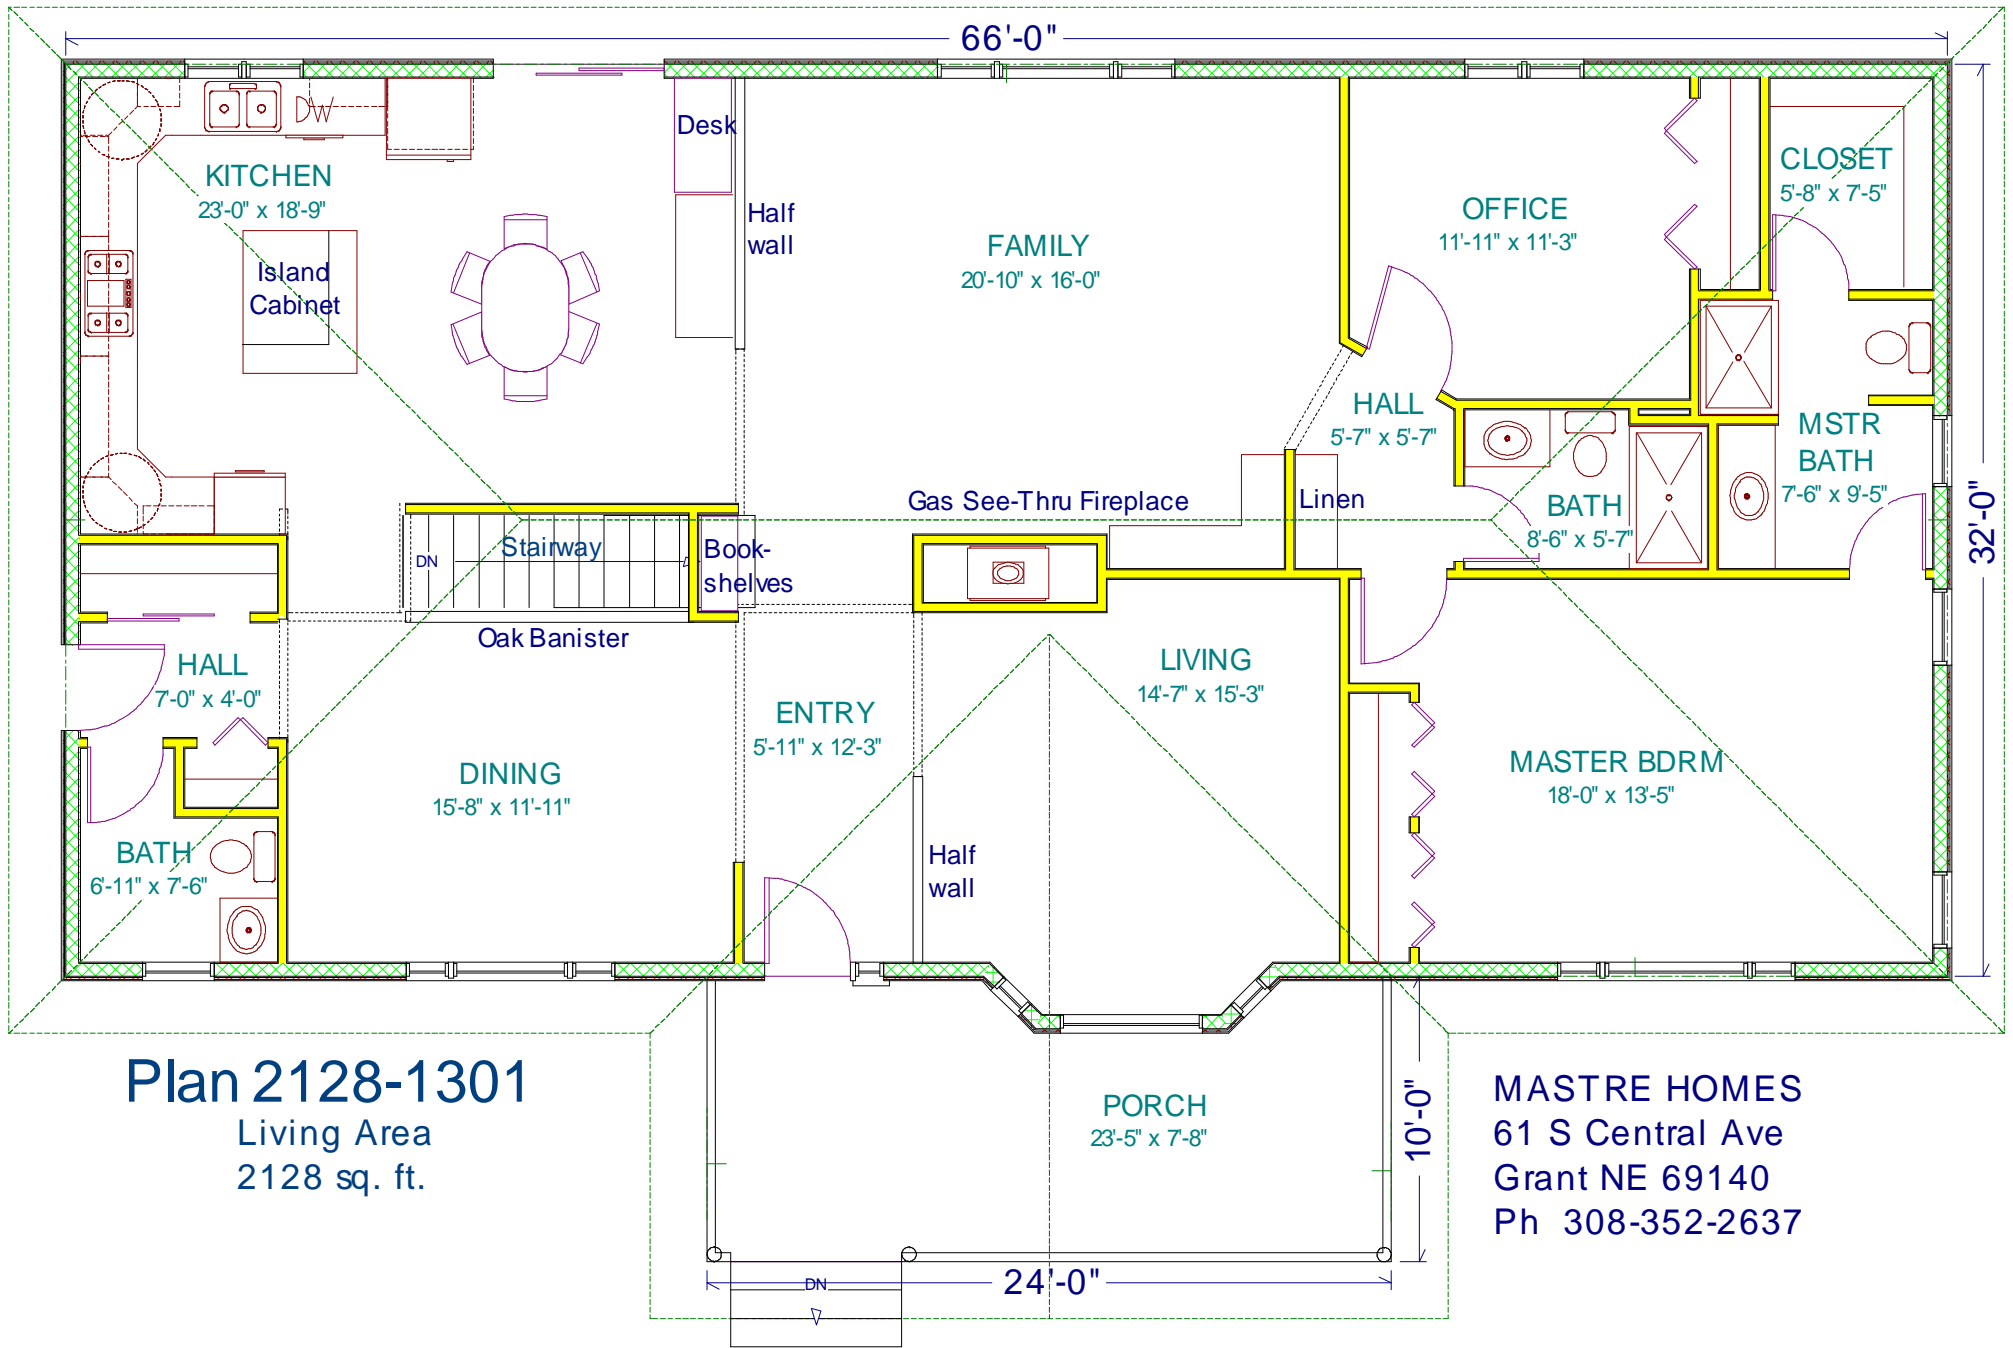 66'-0"
Desk
KITCHEN
23'-0" x 18'-9"
Half
wall
Island
Cabinet
FAMILY
20'-10" x 16'-0"
OFFICE
11'-11" x 11'-3"
CLOSET
5'-8" x 7'-5"
HALL
5'-7" x 5'-7"
MSTR
BATH
7'-6" x 9'-5"
32'-0"
DW
Gas See-Thru Fireplace
Linen
BATH
8'-6" x 5'-7"
Stairway
DN
Book-
shelves
Oak Banister
HALL
7'-0" x 4'-0"
LIVING
14'-7" x 15'-3"
ENTRY
5'-11" x 12'-3"
DINING
15'-8" x 11'-11"
MASTER BDRM
18'-0" x 13'-5"
BATH
6'-11" x 7'-6"
Half
wall
Plan 2128-1301
Living Area
2128 sq. ft.
PORCH
23'-5" x 7'-8"
10'-0"
MASTRE HOMES
61 S Central Ave
Grant NE 69140
Ph 308-352-2637
24'-0"
DN